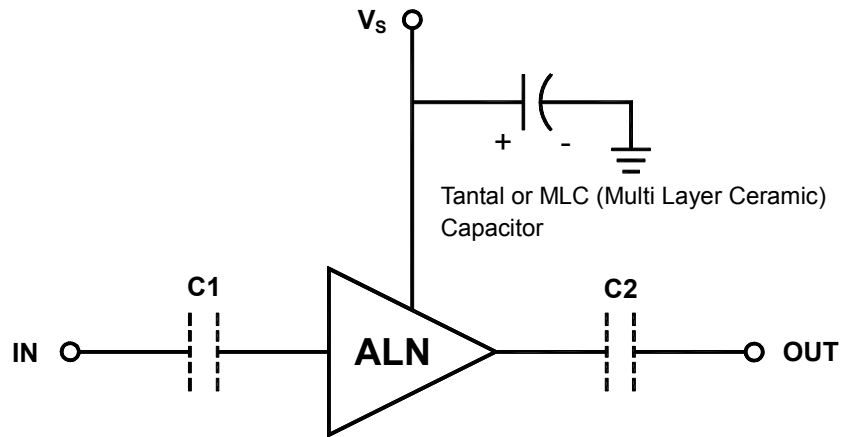 Vs
+ -
Tantal or MLC (Multi Layer Ceramic)
Capacitor
C1
C2
IN
ALN
OUT